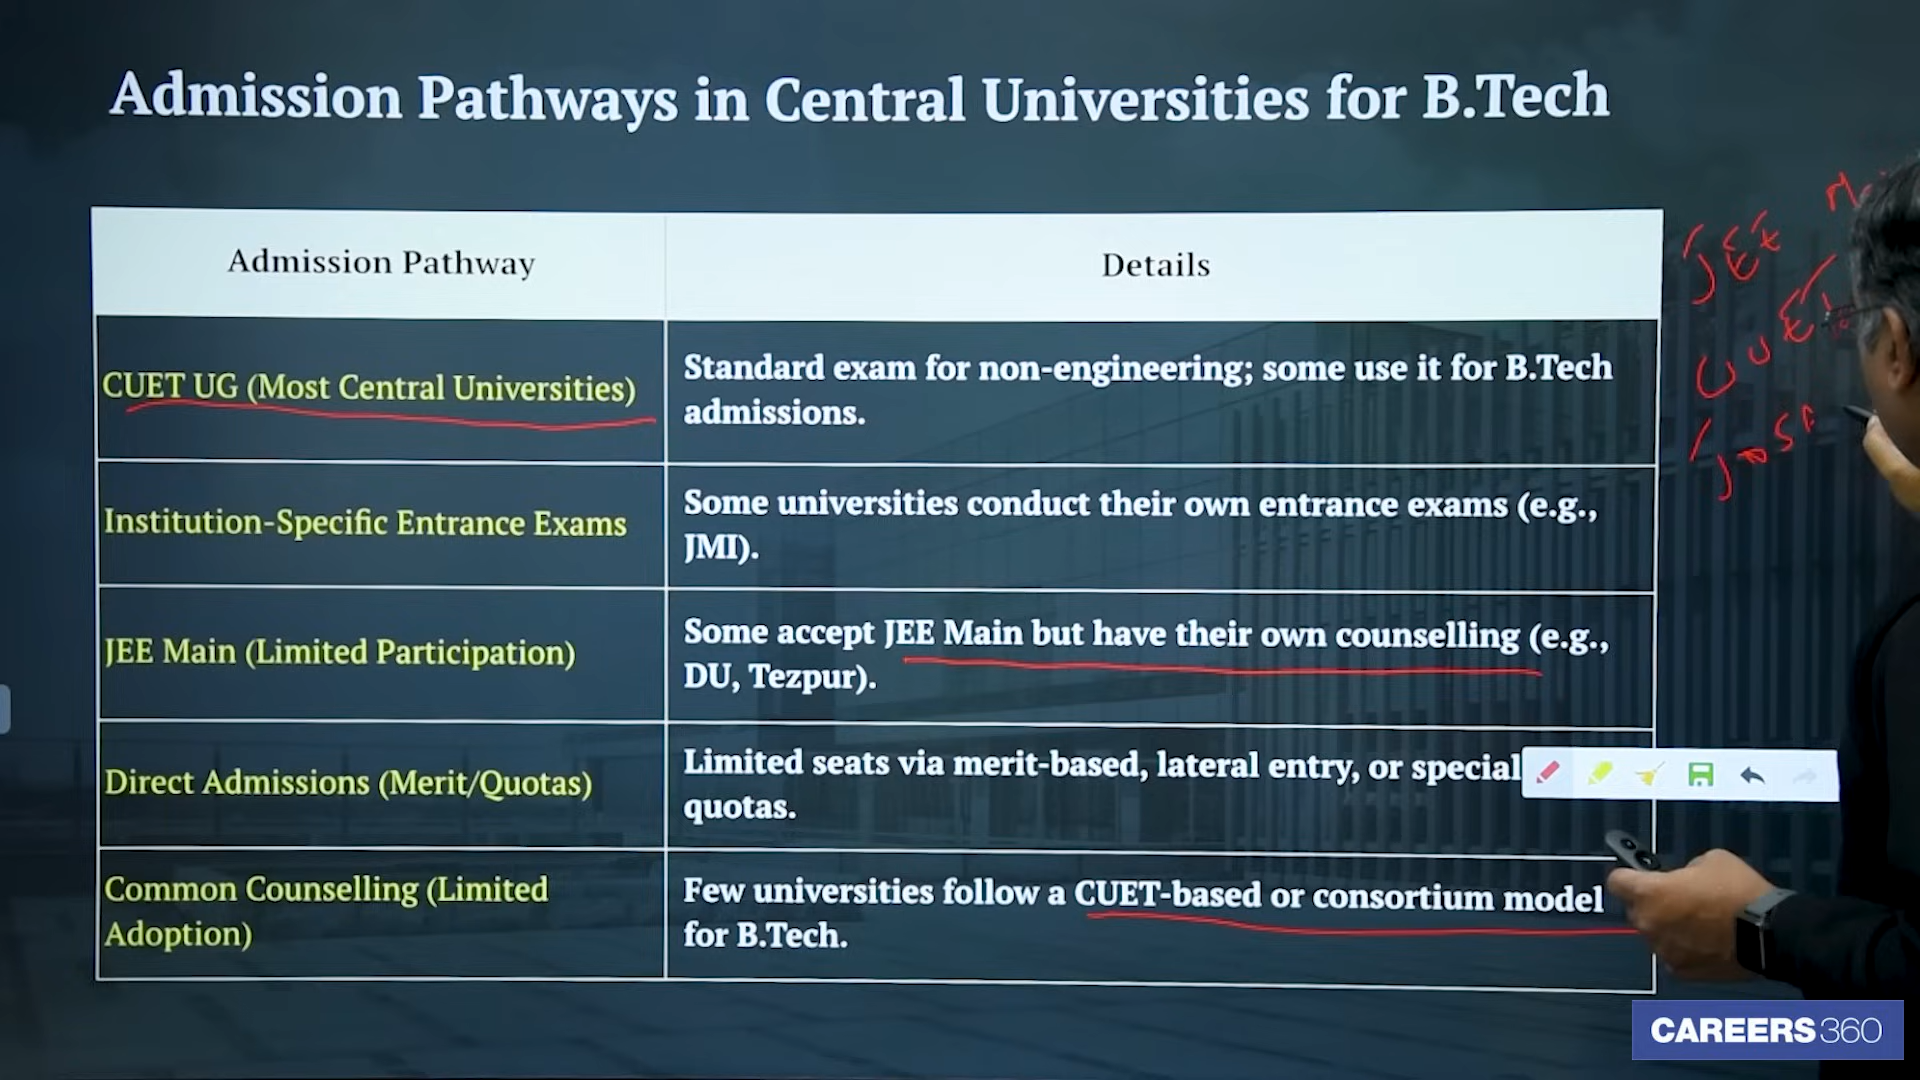 Admission Pathways in Central Universities for B.Tech
Admission Pathway
Details
CUET UG (Most Central Universities)
Standard exam for non-engineering; some use it for B.Tech
admissions.
Institution-Specific Entrance Exams
Some universities conduct their own entrance exams (e.g.,
JMI).
JEE Main (Limited Participation)
Some accept JEE Main but have their own counselling (e.g.,
DU, Tezpur).
Direct Admissions (Merit/Quotas)
Limited seats via merit-based, lateral entry, or special
quotas.
Common Counselling (Limited
Adoption)
Few universities follow a CUET-based or consortium model
for B.Tech.
JEE
CUET
CAREERS360